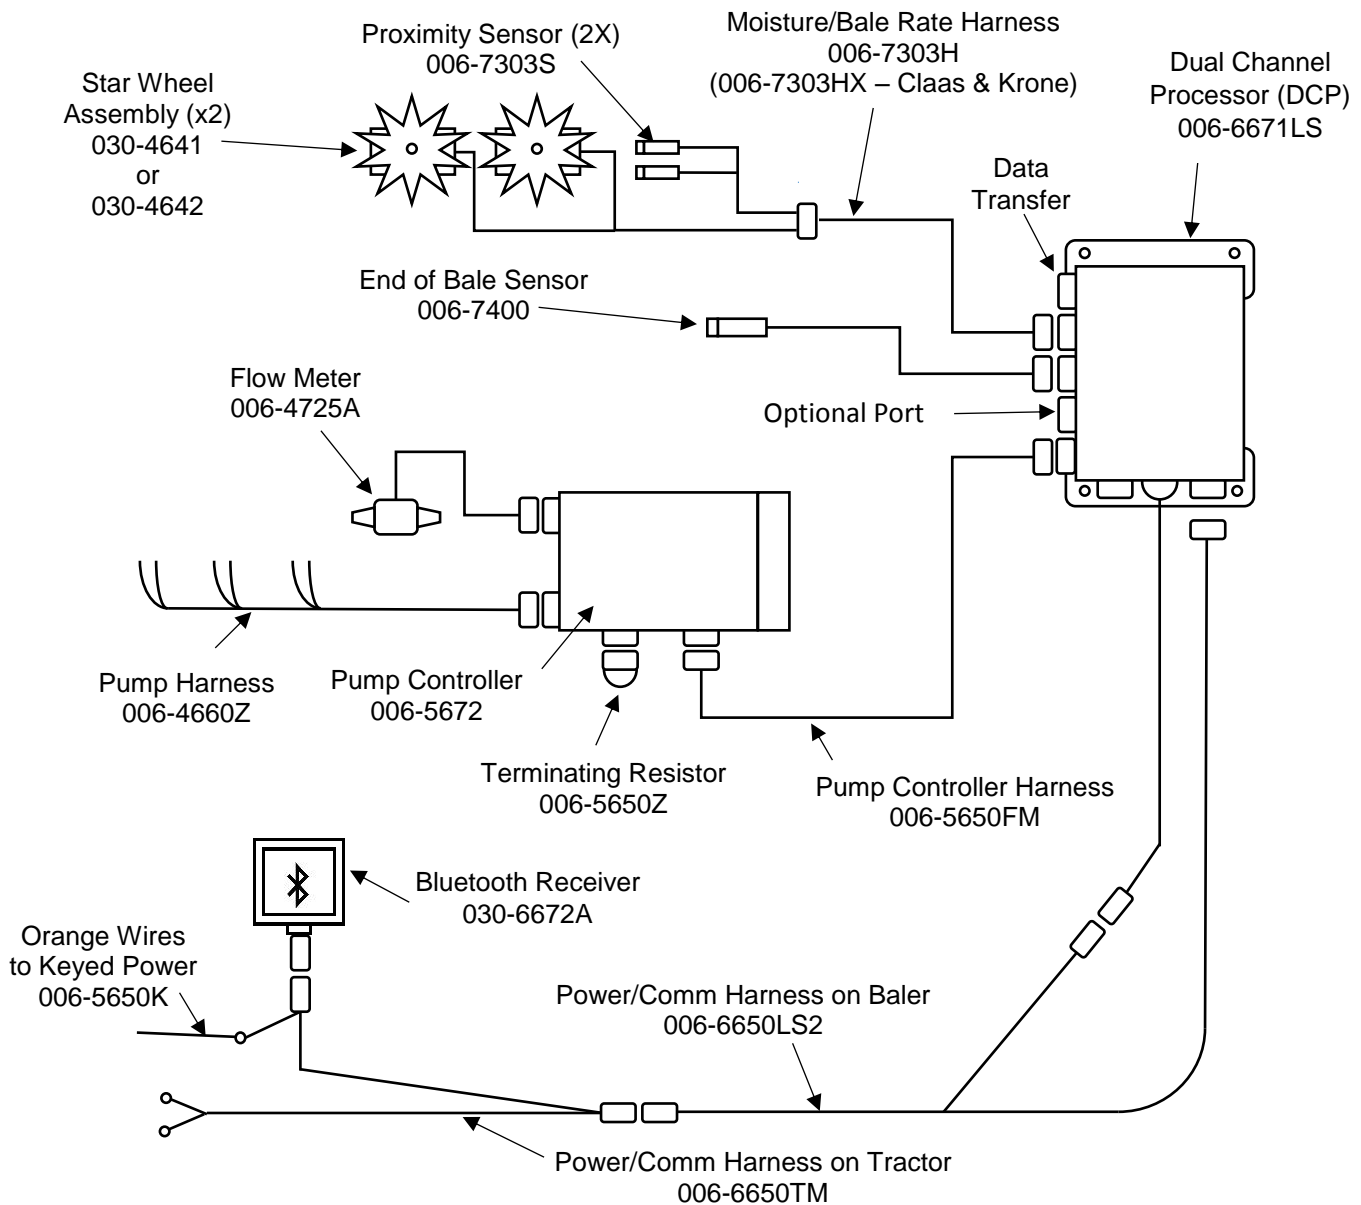 Proximity Sensor (2X)
006-7303S
Moisture/Bale Rate Harness
006-7303H
(006-7303HX – Claas & Krone)
Dual Channel
Processor (DCP)
006-6671LS
Star Wheel
Assembly (x2)
030-4641
or
030-4642
Data
Transfer
End of Bale Sensor
006-7400
Flow Meter
006-4725A
Optional Port
Pump Harness
006-4660Z
Pump Controller
006-5672
Terminating Resistor
006-5650Z
Pump Controller Harness
006-5650FM
Bluetooth Receiver
030-6672A
Orange Wires
to Keyed Power
006-5650K
Power/Comm Harness on Baler
006-6650LS2
Power/Comm Harness on Tractor
006-6650TM